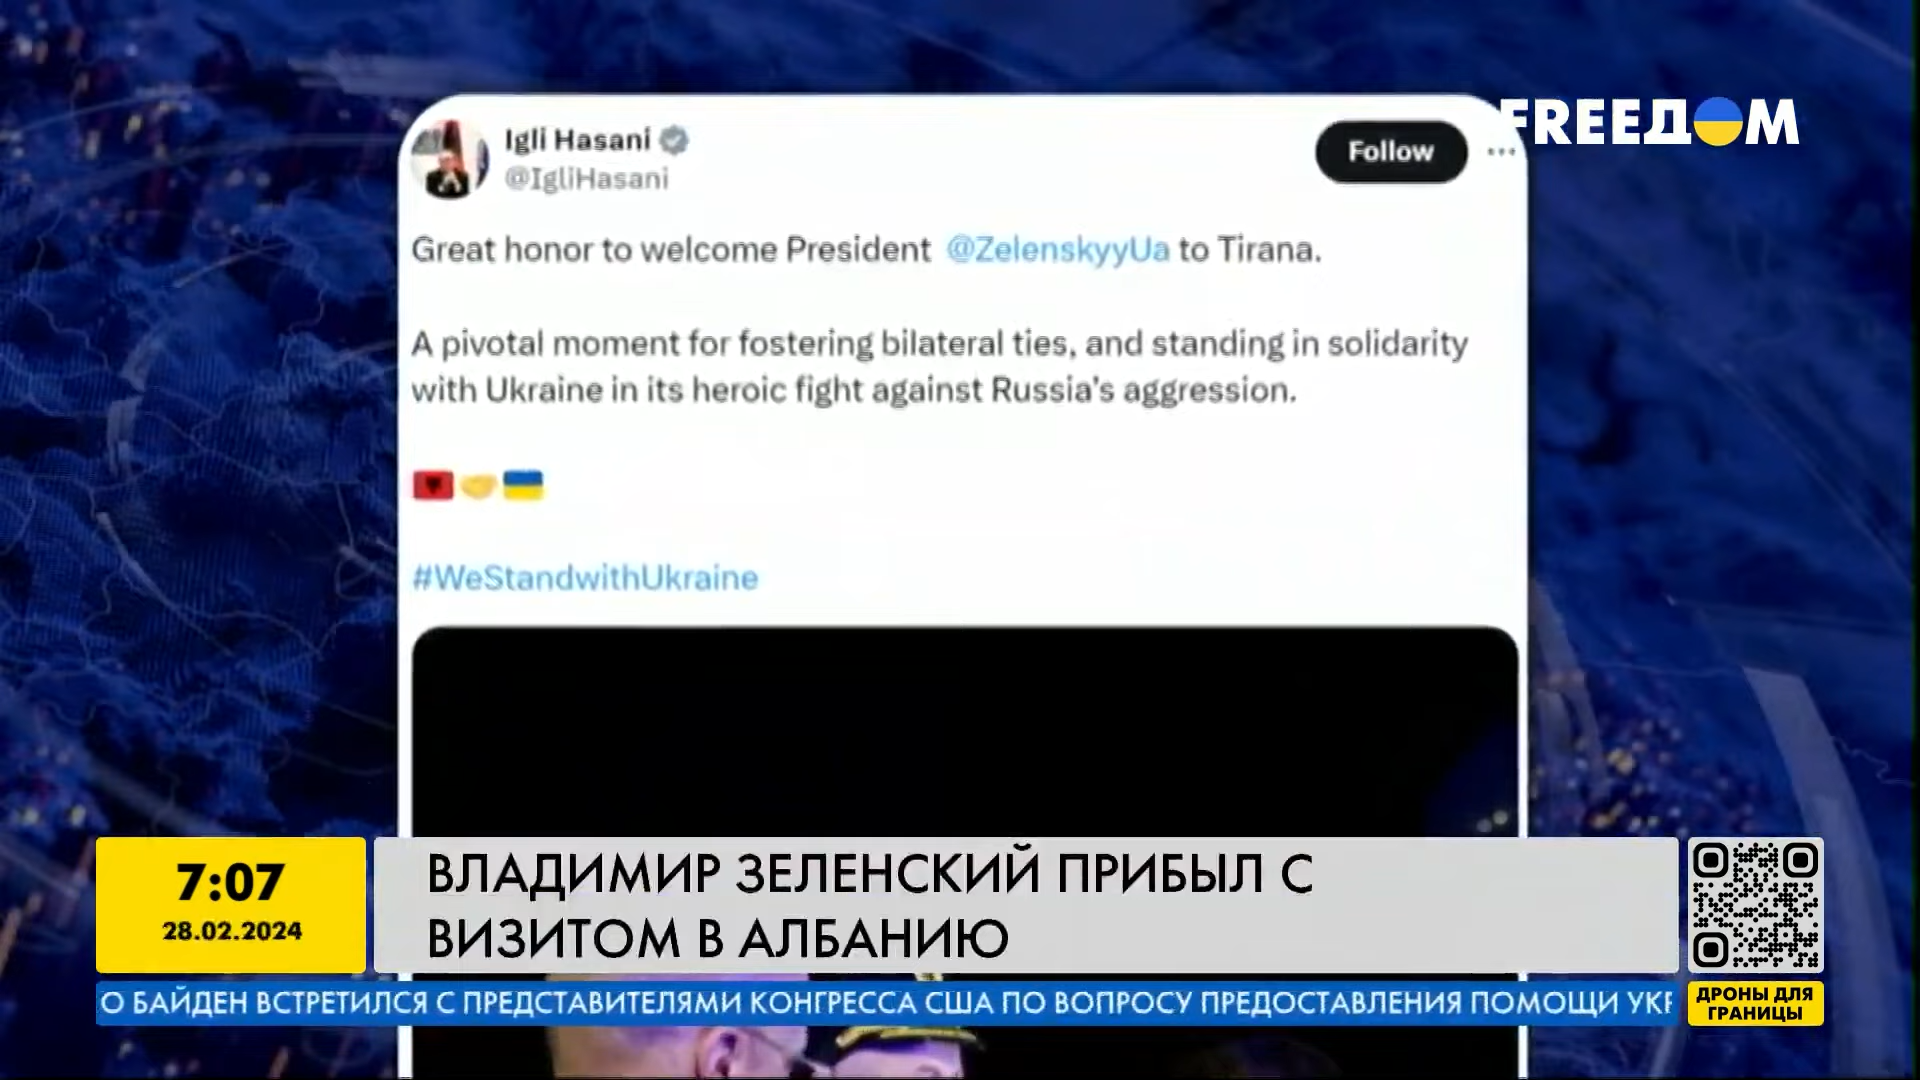 FREEДOM
Igli Hasani
@IgliHasani
Follow
Great honor to welcome President @ZelenskyyUa to Tirana.
A pivotal moment for fostering bilateral ties, and standing in solidarity
with Ukraine in its heroic fight against Russia's aggression.
#WeStandwithUkraine
7:07
28.02.2024
ВЛАДИМИР ЗЕЛЕНСКИЙ ПРИБЫЛ С
ВИЗИТОМ В АЛБАНИЮ
О БАЙДЕН ВСТРЕТИЛСЯ С ПРЕДСТАВИТЕЛЯМИ КОНГРЕССА США ПО ВОПРОСУ ПРЕДОСТАВЛЕНИЯ ПОМОЩИ УКР
ДРОНЫ ДЛЯ
ГРАНИЦЫ